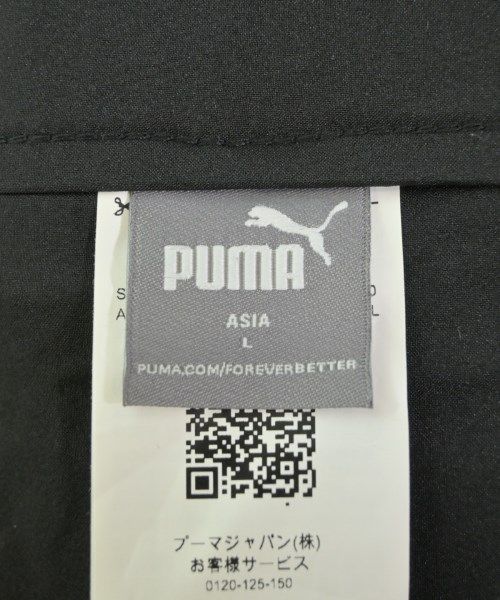 PUMA
ASIA
L
PUMA.COM/FOREVERBETTER
プーマジャパン(株)
お客様サービス
0120-125-150